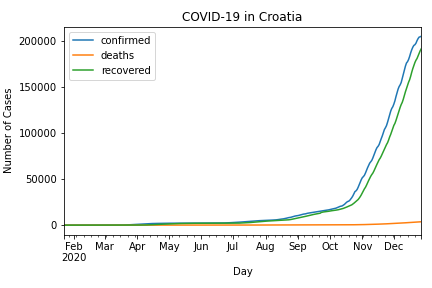 COVID-19 in Croatia
confirmed
deaths
recovered
Number of Cases
200000
150000
100000
50000
0
Feb Mar Apr May Jun Jul Aug Sep Oct Nov Dec
2020
Day